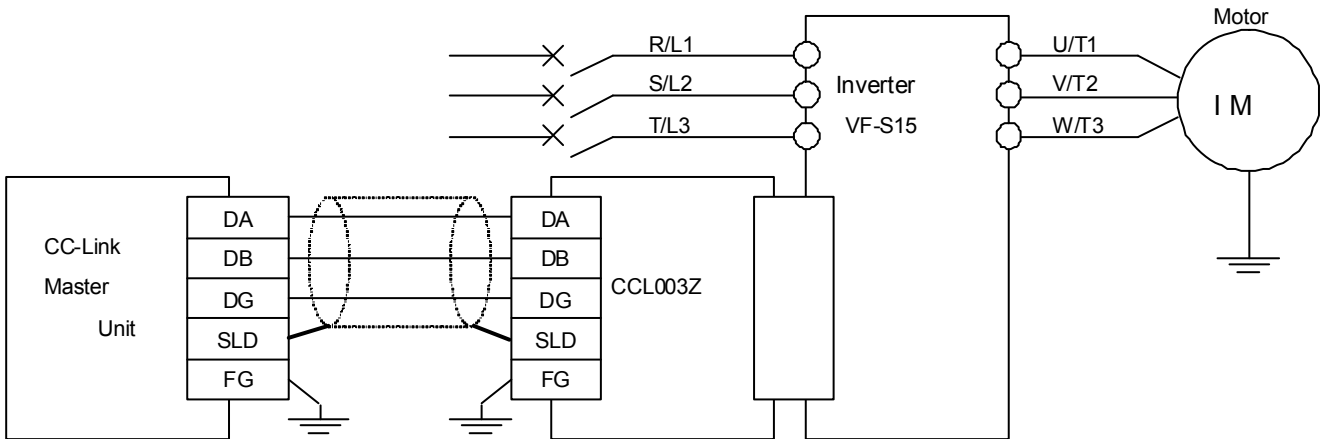 Motor
R/L1
U/T1
S/L2
Inverter
V/T2
I M
T/L3
VF-S15
W/T3
CC-Link
Master
Unit
DA
DB
DG
SLD
FG
DA
DB
DG
SLD
FG
CCL003Z